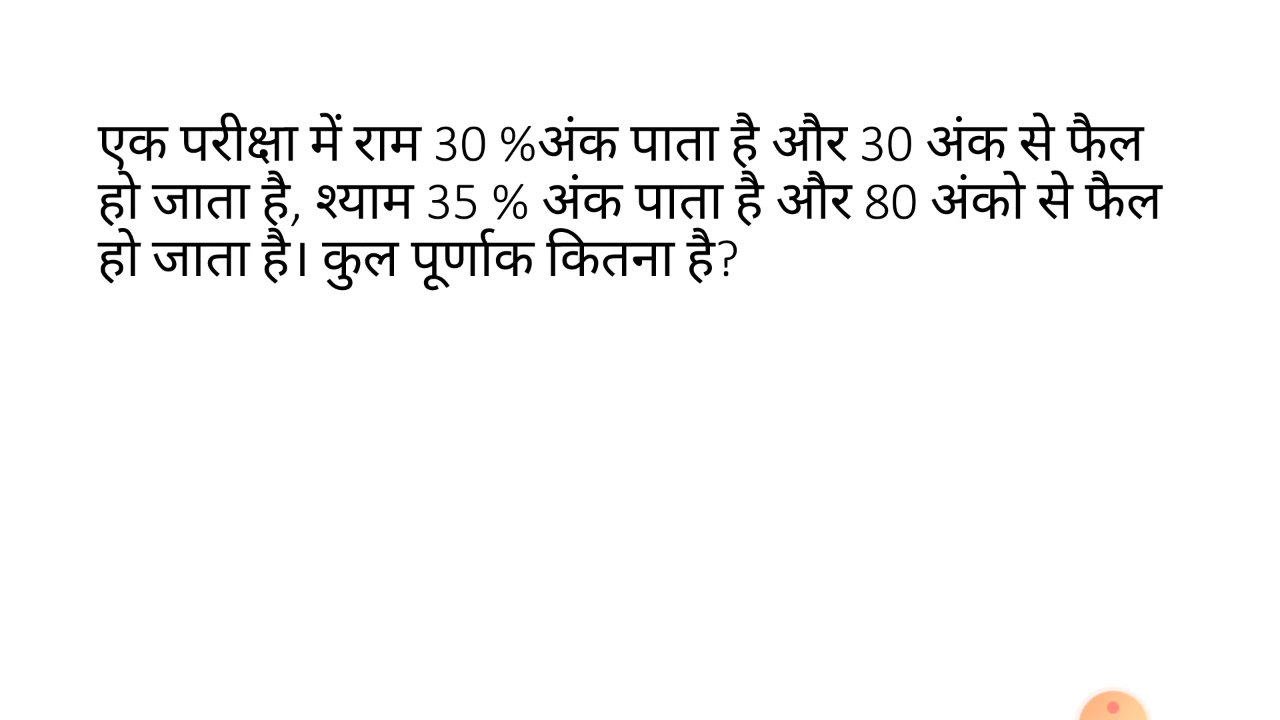 एक परीक्षा में राम 30 %अंक पाता है और 30 अंक से फैल
हो जाता है, श्याम 35 % अंक पाता है और 80 अंको से फैल
हो जाता है। कुल पूर्णाक कितना है?